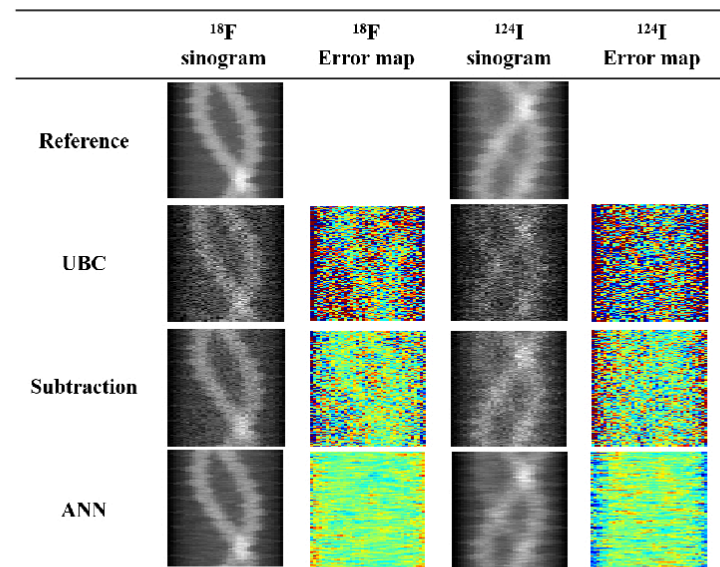 ¹⁸F ¹⁸F ¹²⁴I ¹²⁴I
sinogram Error map sinogram Error map
Reference
UBC
Subtraction
ANN